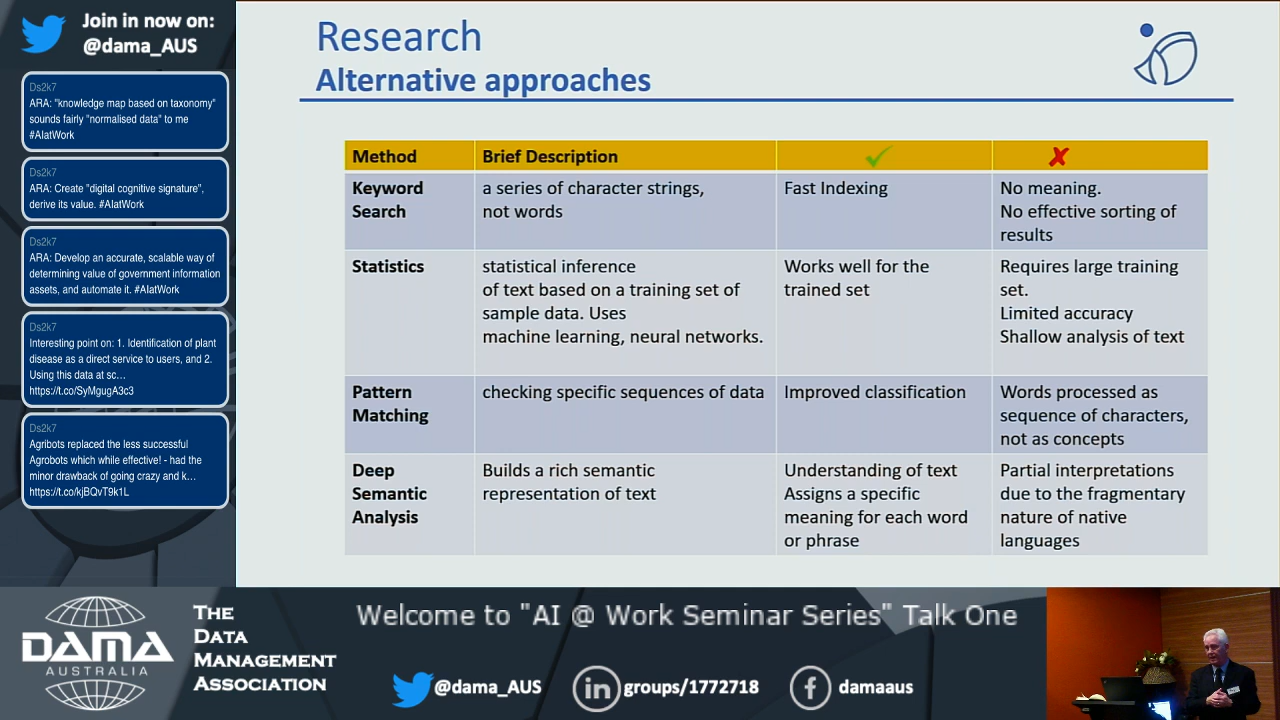 Join in now on:
@dama_AUS
Ds2k7
ARA: "knowledge map based on taxonomy"
sounds fairly "normalised data" to me
#AIatWork
Ds2k7
ARA: Create "digital cognitive signature",
derive its value. #AIatWork
Ds2k7
ARA: Develop an accurate, scalable way of
determining value of government information
assets, and automate it. #AIatWork
Ds2k7
Interesting point on: 1. Identification of plant
disease as a direct service to users, and 2.
Using this data at sc…
https://t.co/SyMgugA3c3
Ds2k7
Agribots replaced the less successful
Agrobots which while effective! - had the
minor drawback of going crazy and k…
https://t.co/kjBQvT9k1L
Research
Alternative approaches
Method
Brief Description
Keyword
Search
a series of character strings,
not words
Fast Indexing
No meaning.
No effective sorting of
results
Statistics
statistical inference
of text based on a training set of
sample data. Uses
machine learning, neural networks.
Works well for the
trained set
Requires large training
set.
Limited accuracy
Shallow analysis of text
Pattern
Matching
checking specific sequences of data
Improved classification
Words processed as
sequence of characters,
not as concepts
Deep
Semantic
Analysis
Builds a rich semantic
representation of text
Understanding of text
Assigns a specific
meaning for each word
or phrase
Partial interpretations
due to the fragmentary
nature of native
languages
DAMA
AUSTRALIA
THE
DATA
MANAGEMENT
ASSOCIATION
Welcome to "AI @ Work Seminar Series" Talk One
@dama_AUS
in
groups/1772718
f
damaaus